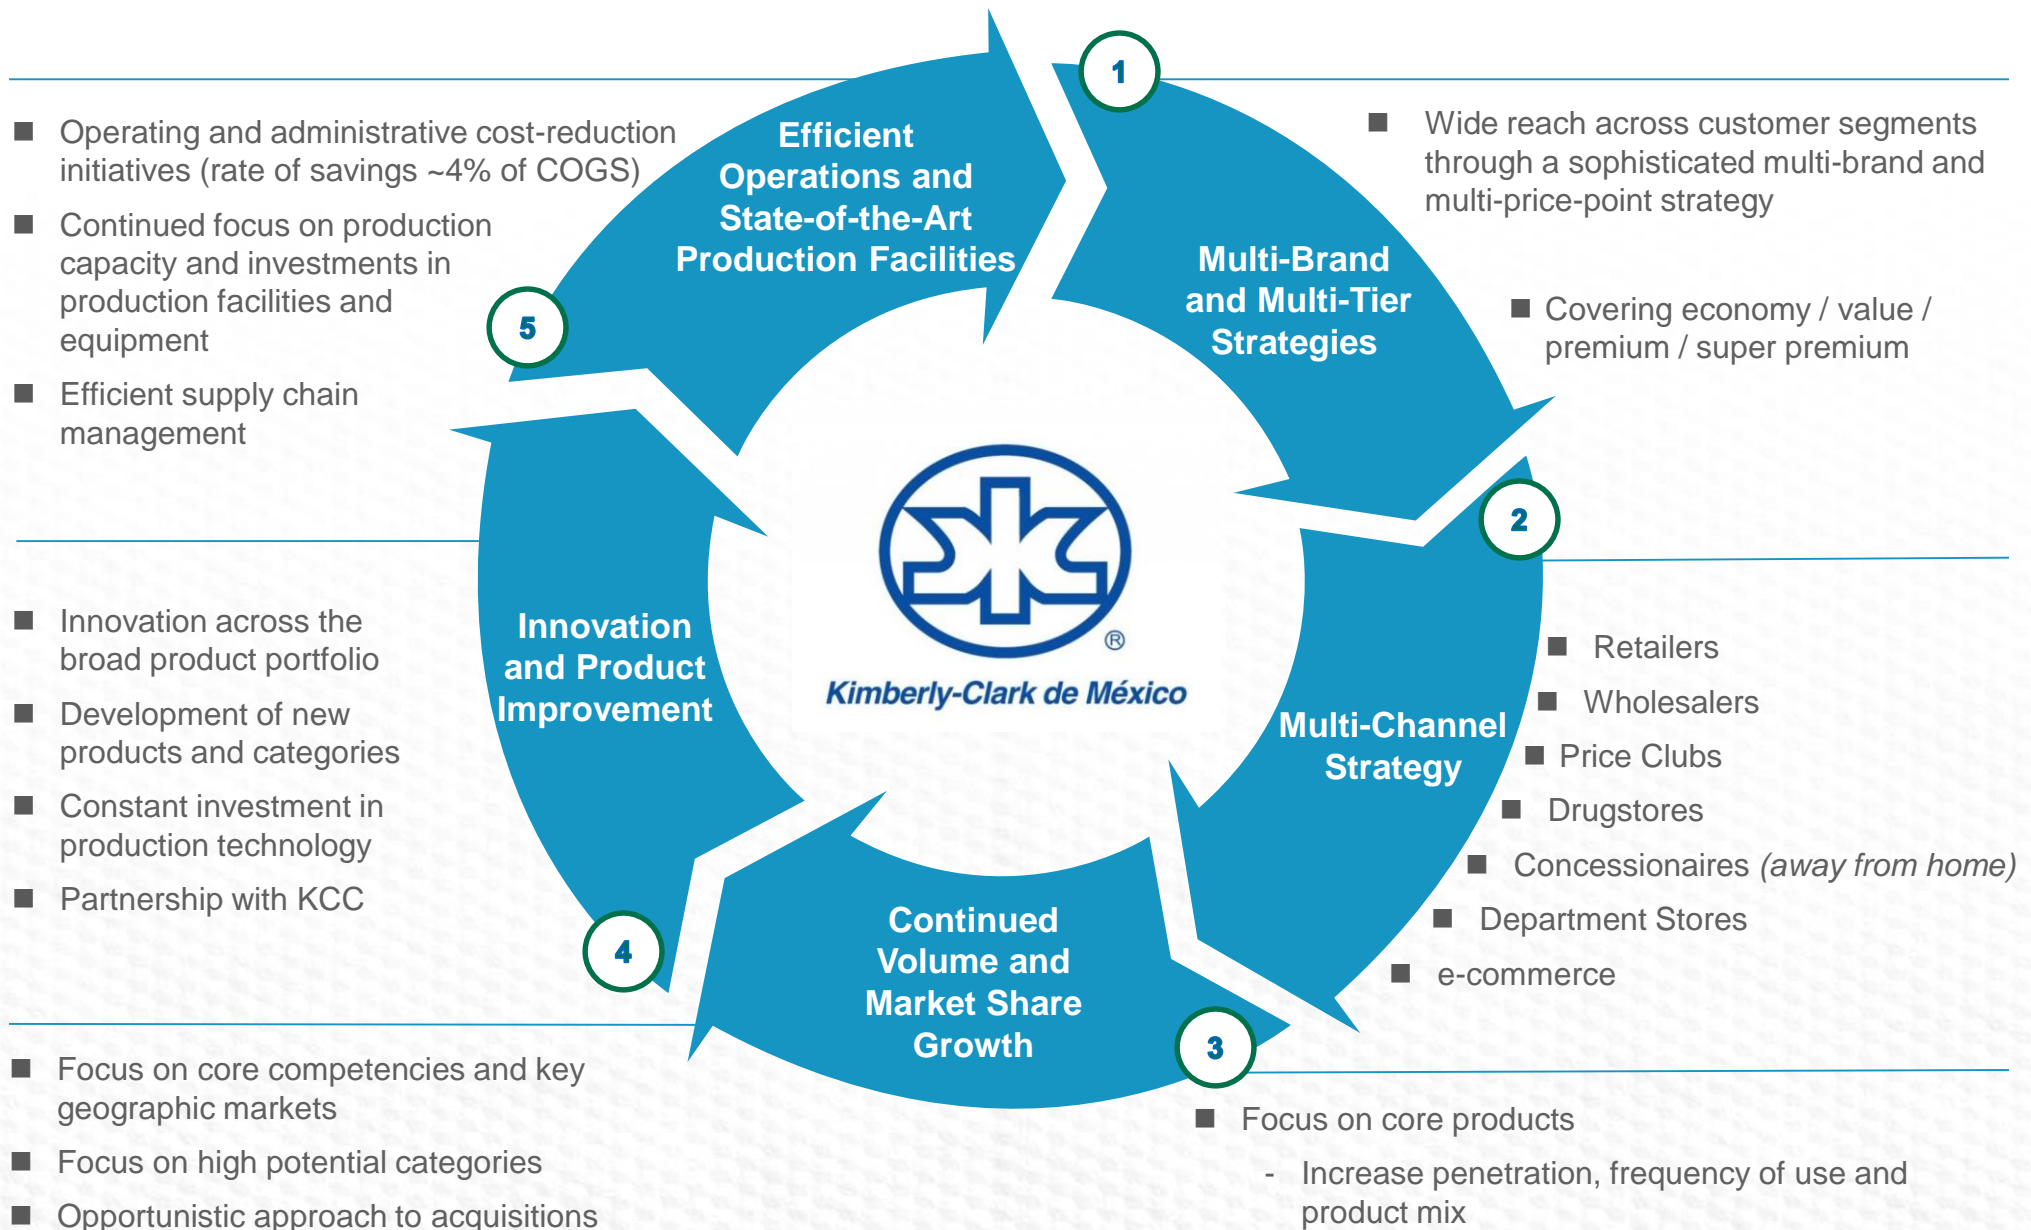 1
Efficient
Operations and
State-of-the-Art
Production Facilities
Multi-Brand
and Multi-Tier
Strategies
■ Wide reach across customer segments
through a sophisticated multi-brand and
multi-price-point strategy
■ Covering economy / value /
premium / super premium
■ Operating and administrative cost-reduction
initiatives (rate of savings ~4% of COGS)
■ Continued focus on production
capacity and investments in
production facilities and
equipment
■ Efficient supply chain
management
5
2
Kimberly-Clark de México
®
Multi-Channel
Strategy
■ Retailers
■ Wholesalers
■ Price Clubs
■ Drugstores
■ Concessionaires (away from home)
■ Department Stores
■ e-commerce
Innovation
and Product
Improvement
■ Innovation across the
broad product portfolio
■ Development of new
products and categories
■ Constant investment in
production technology
■ Partnership with KCC
4
Continued
Volume and
Market Share
Growth
3
■ Focus on core competencies and key
geographic markets
■ Focus on high potential categories
■ Opportunistic approach to acquisitions
■ Focus on core products
- Increase penetration, frequency of use and
product mix